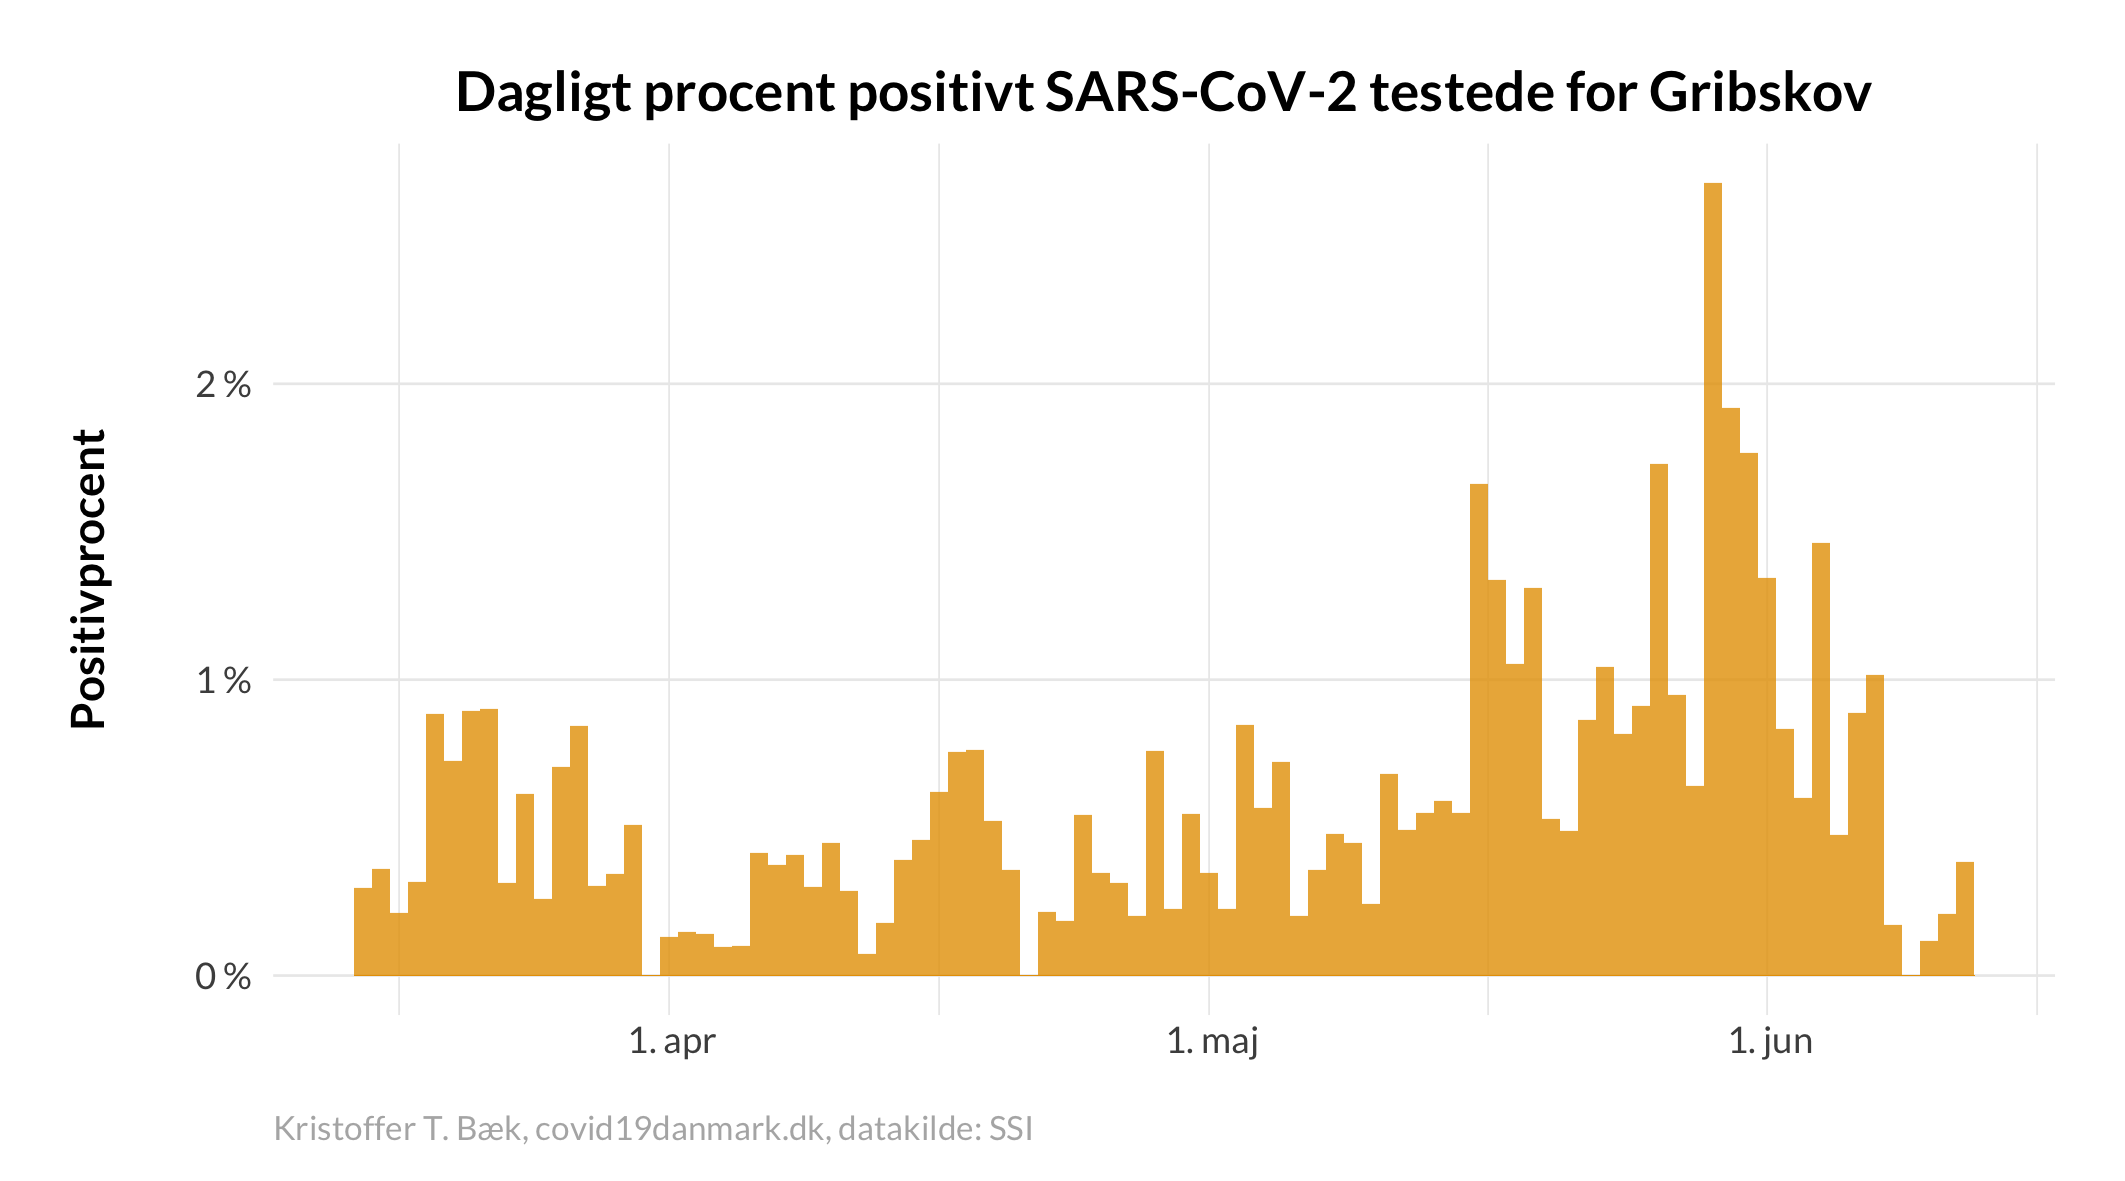 Dagligt procent positivt SARS-CoV-2 testede for Gribskov
Positivprocent
2 %
1 %
0 %
1. apr
1. maj
1. jun
Kristoffer T. Bæk, covid19danmark.dk, datakilde: SSI